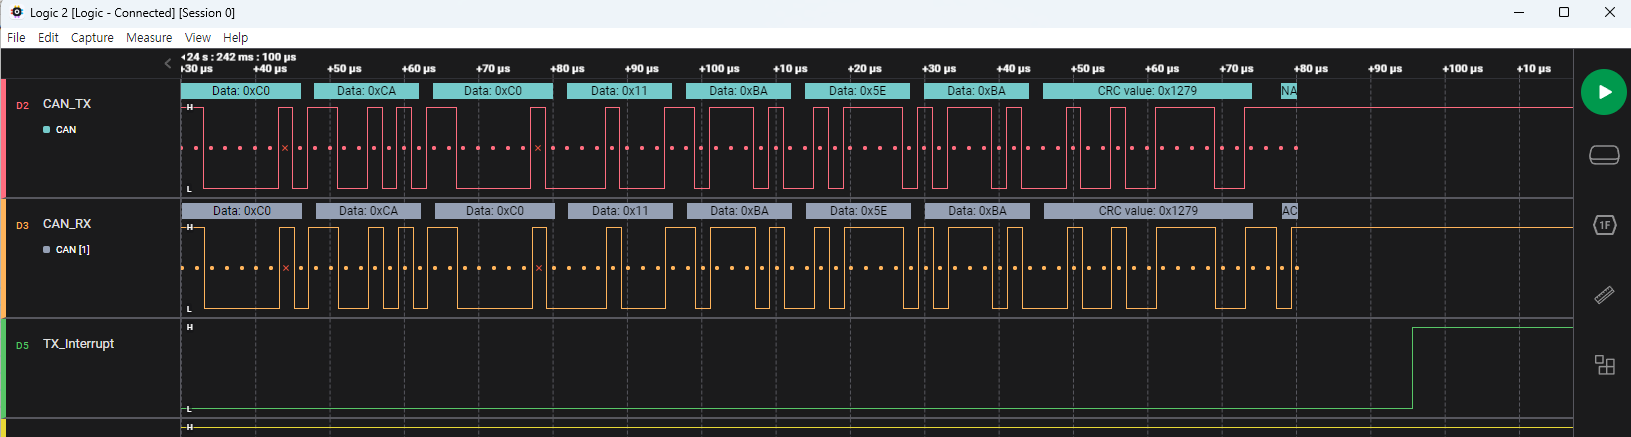 Logic 2 [Logic - Connected] [Session 0]
File Edit Capture Measure View Help
24 s : 242 ms : 100 µs
+30 µs +40 µs +50 µs +60 µs +70 µs +80 µs +90 µs +100 µs +10 µs +20 µs +30 µs +40 µs +50 µs +60 µs +70 µs +80 µs +90 µs +100 µs +10 µs
D2 CAN_TX
CAN
H
L
Data: 0xC0 Data: 0xCA Data: 0xC0 Data: 0x11 Data: 0xBA Data: 0x5E Data: 0xBA CRC value: 0x1279 NA
D3 CAN_RX
CAN [1]
H
L
Data: 0xC0 Data: 0xCA Data: 0xC0 Data: 0x11 Data: 0xBA Data: 0x5E Data: 0xBA CRC value: 0x1279 AC
D5 TX_Interrupt
H
L
H
1F